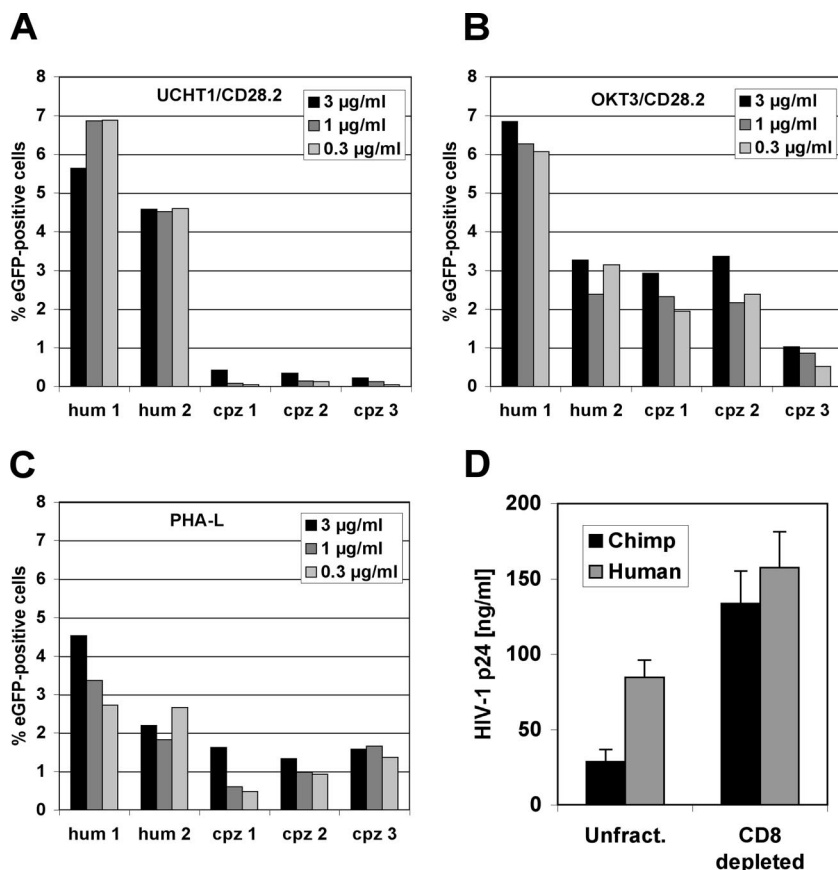 A
UCHT1/CD28.2
3 µg/ml
1 µg/ml
0.3 µg/ml
% eGFP-positive cells
8
7
6
5
4
3
2
1
0
hum 1 hum 2 cpz 1 cpz 2 cpz 3
B
OKT3/CD28.2
3 µg/ml
1 µg/ml
0.3 µg/ml
% eGFP-positive cells
8
7
6
5
4
3
2
1
0
hum 1 hum 2 cpz 1 cpz 2 cpz 3
C
PHA-L
3 µg/ml
1 µg/ml
0.3 µg/ml
% eGFP-positive cells
8
7
6
5
4
3
2
1
0
hum 1 hum 2 cpz 1 cpz 2 cpz 3
D
Chimp
Human
HIV-1 p24 [ng/ml]
200
150
100
50
0
Unfract. CD8
depleted